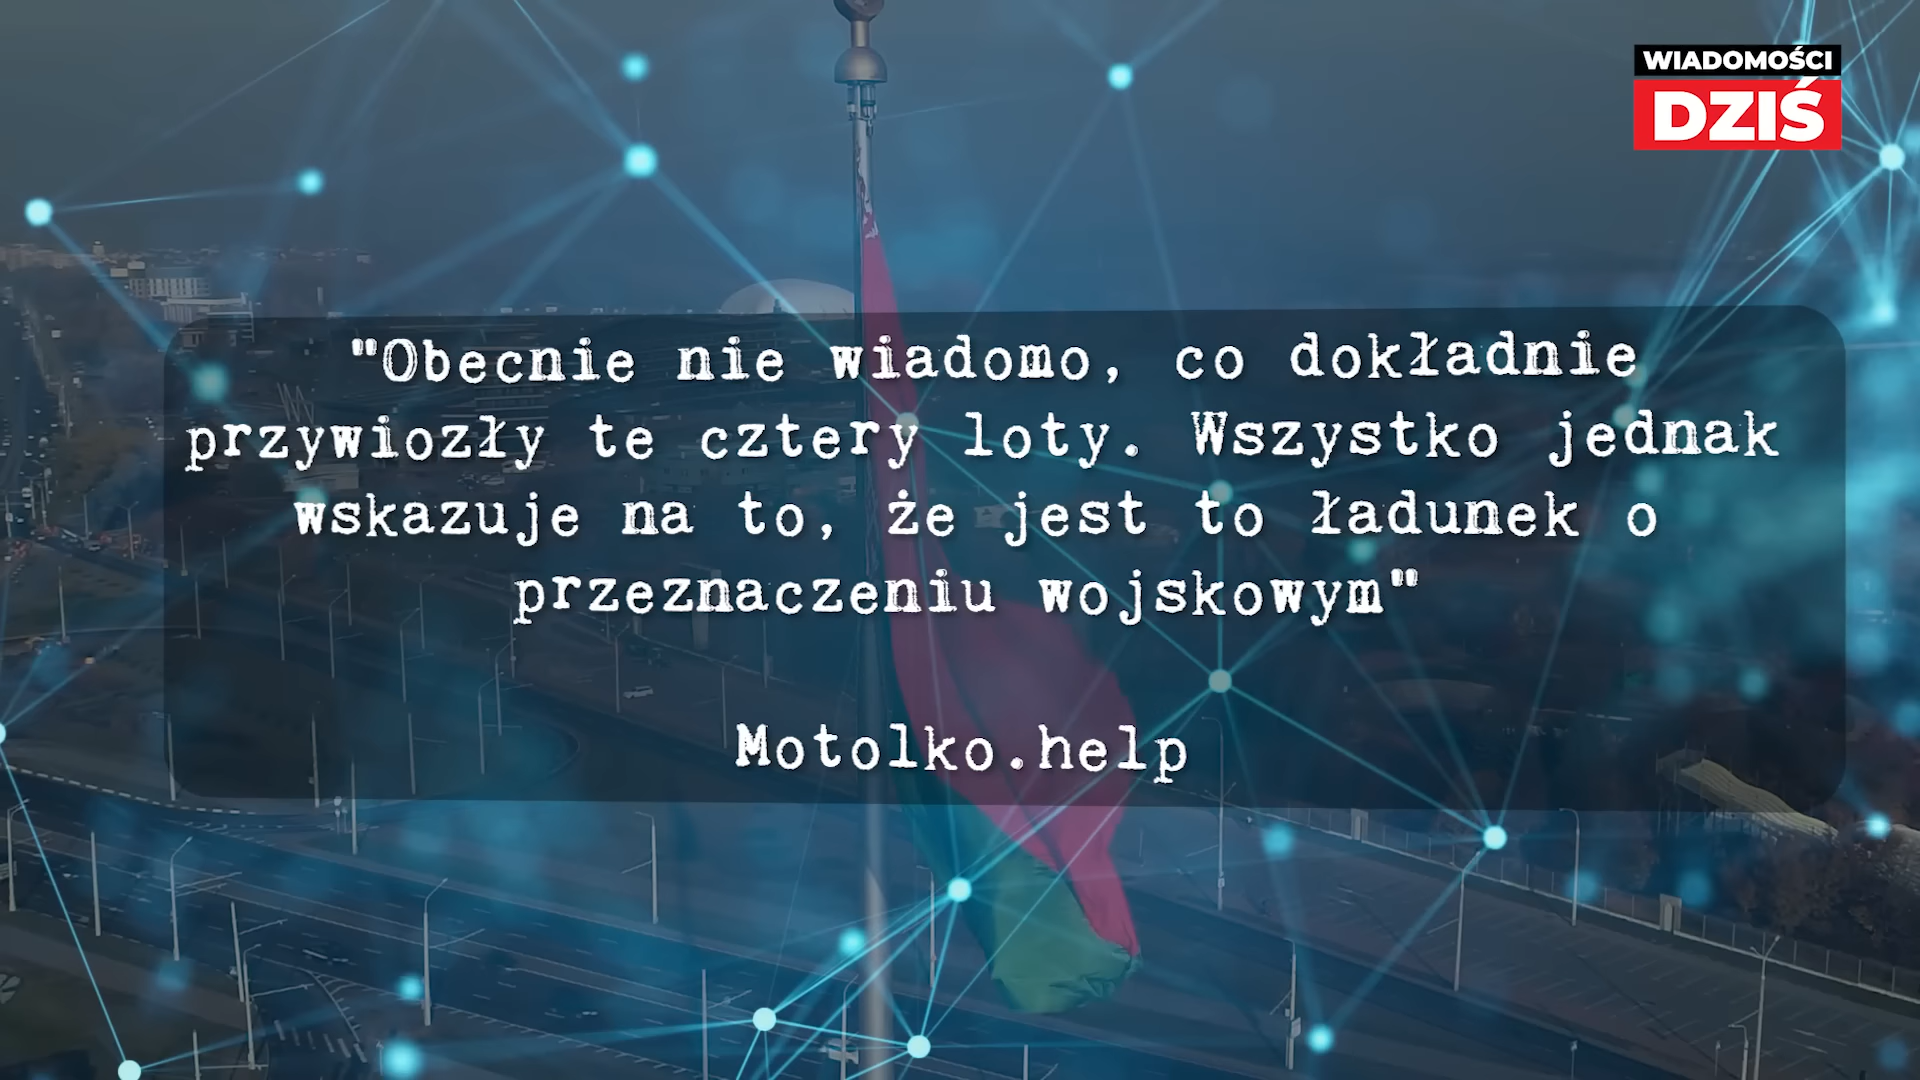 WIADOMOŚCI
DZIŚ
"Obecnie nie wiadomo, co dokładnie
przywiozły te cztery loty. Wszystko jednak
wskazuje na to, że jest to ładunek o
przeznaczeniu wojskowym"
Motolko.help